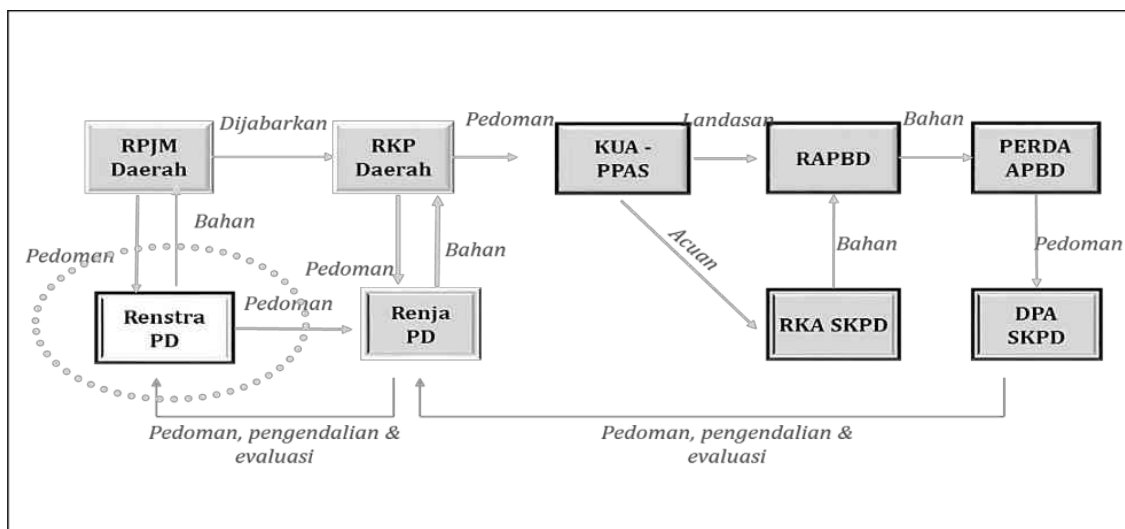 Dijabarkan
Pedoman
Landasan
Bahan
RPJM
Daerah
RKP
Daerah
KUA -
PPAS
RAPBD
PERDA
APBD
Pedoman
Bahan
Pedoman
Bahan
Acuan
Bahan
Pedoman
Renstra
PD
Pedoman
Renja
PD
RKA SKPD
DPA
SKPD
Pedoman, pengendalian &
evaluasi
Pedoman, pengendalian &
evaluasi